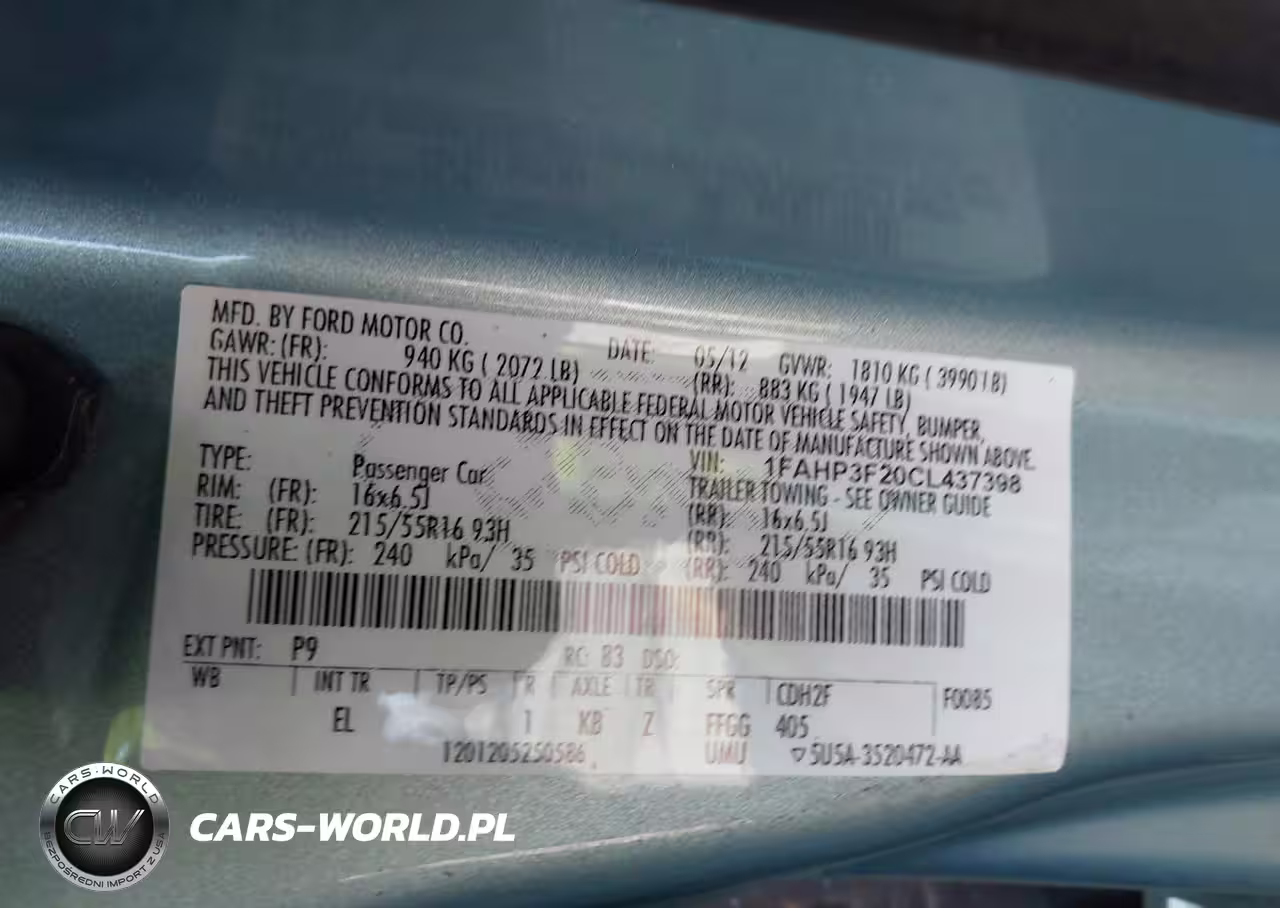 MFD. BY FORD MOTOR CO.
DATE: 05/12 GVWR: 1810 KG ( 3990 LB)
GAWR: (FR): 940 KG ( 2072 LB) (RR): 883 KG ( 1947 LB)
THIS VEHICLE CONFORMS TO ALL APPLICABLE FEDERAL MOTOR VEHICLE SAFETY, BUMPER,
AND THEFT PREVENTION STANDARDS IN EFFECT ON THE DATE OF MANUFACTURE SHOWN ABOVE.
VIN: 1FAHP3F20CL437398
TYPE: Passenger Car TRAILER TOWING - SEE OWNER GUIDE
RIM: (FR): 16x6.5J (RR): 16x6.5J
TIRE: (FR): 215/55R16 93H (RR): 215/55R16 93H
PRESSURE: (FR): 240 kPa/ 35 PSI COLD (RR): 240 kPa/ 35 PSI COLD
EXT PNT: P9 RC: 83 DSO:
WB INT TR TP/PS R AXLE TR SPR CDH2F F0085
EL 1 KB Z FFGG 405
1201205250586 UMU ▽5U5A-3520472-AA
CARS-WORLD
CW
BEZPOŚREDNI IMPORT Z USA
CARS-WORLD.PL